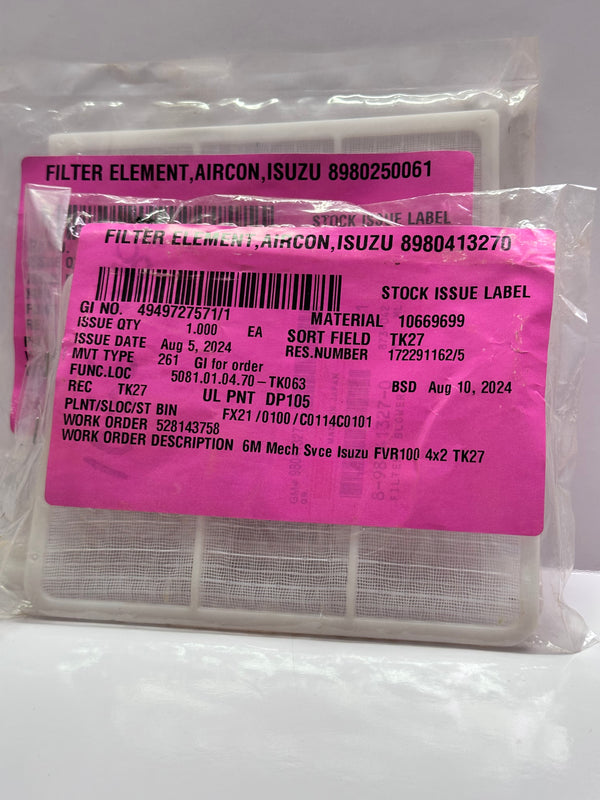 FILTER ELEMENT,AIRCON,ISUZU 8980250061
STOCK ISSUE LABEL
FILTER ELEMENT,AIRCON,ISUZU 8980413270
STOCK ISSUE LABEL
GI NO. 4949727571/1
MATERIAL 10669699
ISSUE QTY 1.000 EA
SORT FIELD TK27
ISSUE DATE Aug 5, 2024
RES.NUMBER 172291162/5
MVT TYPE 261 GI for order
FUNC.LOC 5081.01.04.70-TK063
BSD Aug 10, 2024
REC TK27
UL PNT DP105
PLNT/SLOC/ST BIN FX21/0100/C0114C0101
WORK ORDER 528143758
WORK ORDER DESCRIPTION 6M Mech Svce Isuzu FVR100 4x2 TK27